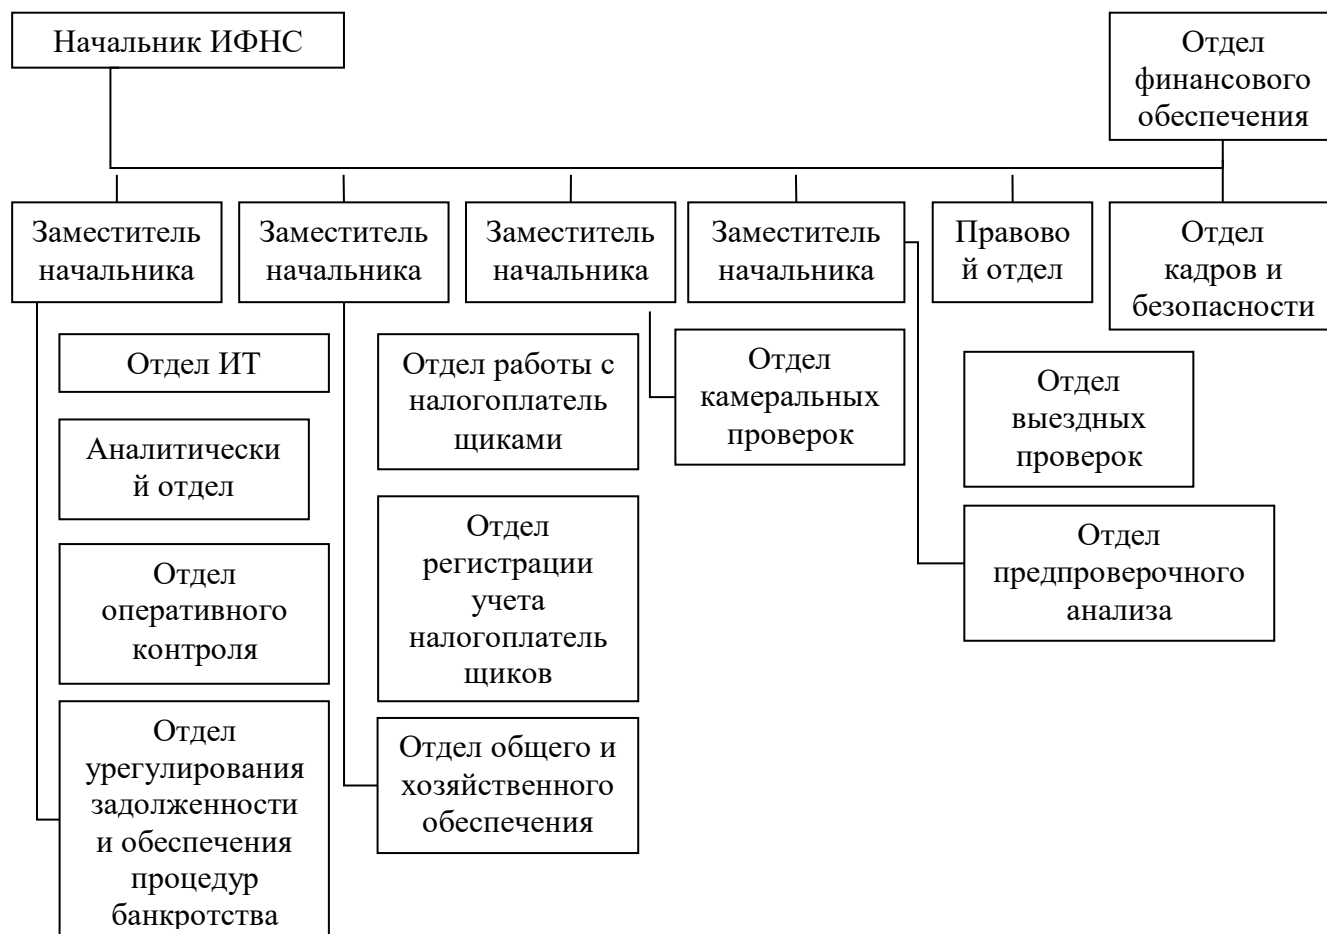 Начальник ИФНС
Отдел
финансового
обеспечения
Заместитель
начальника
Заместитель
начальника
Заместитель
начальника
Заместитель
начальника
Правово
й отдел
Отдел
кадров и
безопасности
Отдел ИТ
Аналитически
й отдел
Отдел
оперативного
контроля
Отдел
урегулирования
задолженности
и обеспечения
процедур
банкротства
Отдел работы с
налогоплатель
щиками
Отдел
регистрации
учета
налогоплатель
щиков
Отдел общего и
хозяйственного
обеспечения
Отдел
камеральных
проверок
Отдел
выездных
проверок
Отдел
предпроверочного
анализа